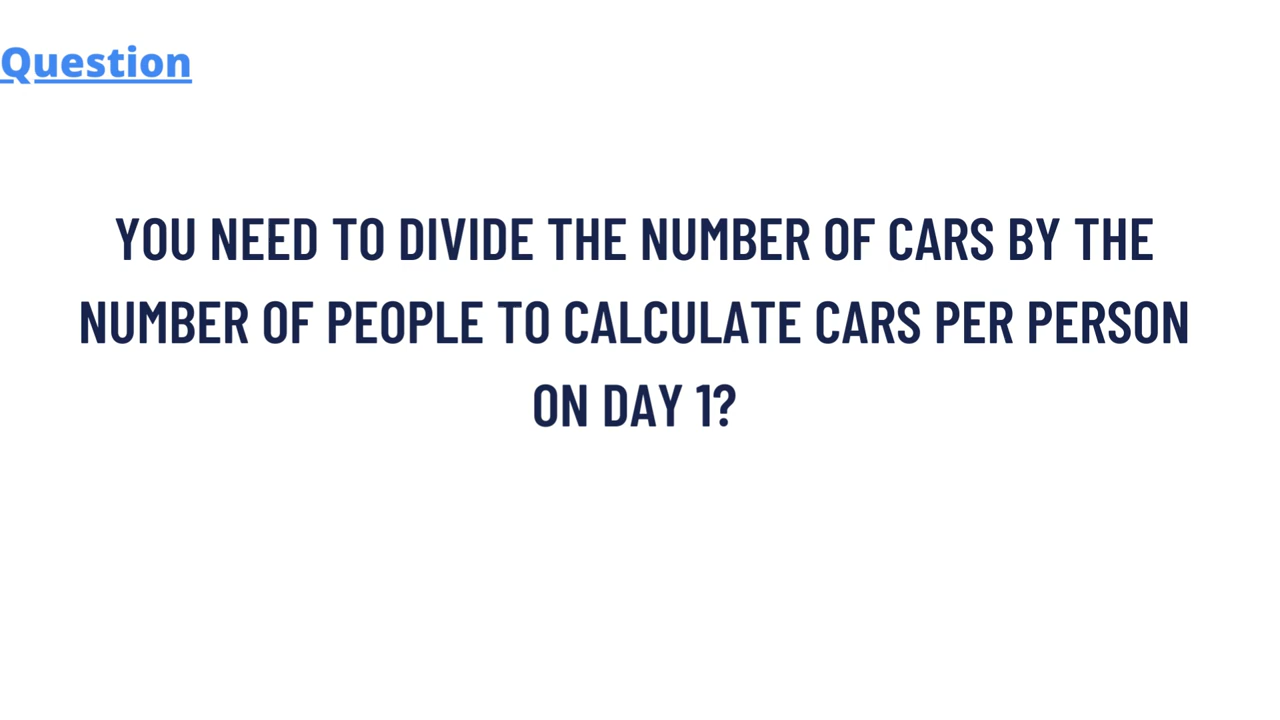 Question
YOU NEED TO DIVIDE THE NUMBER OF CARS BY THE
NUMBER OF PEOPLE TO CALCULATE CARS PER PERSON
ON DAY 1?